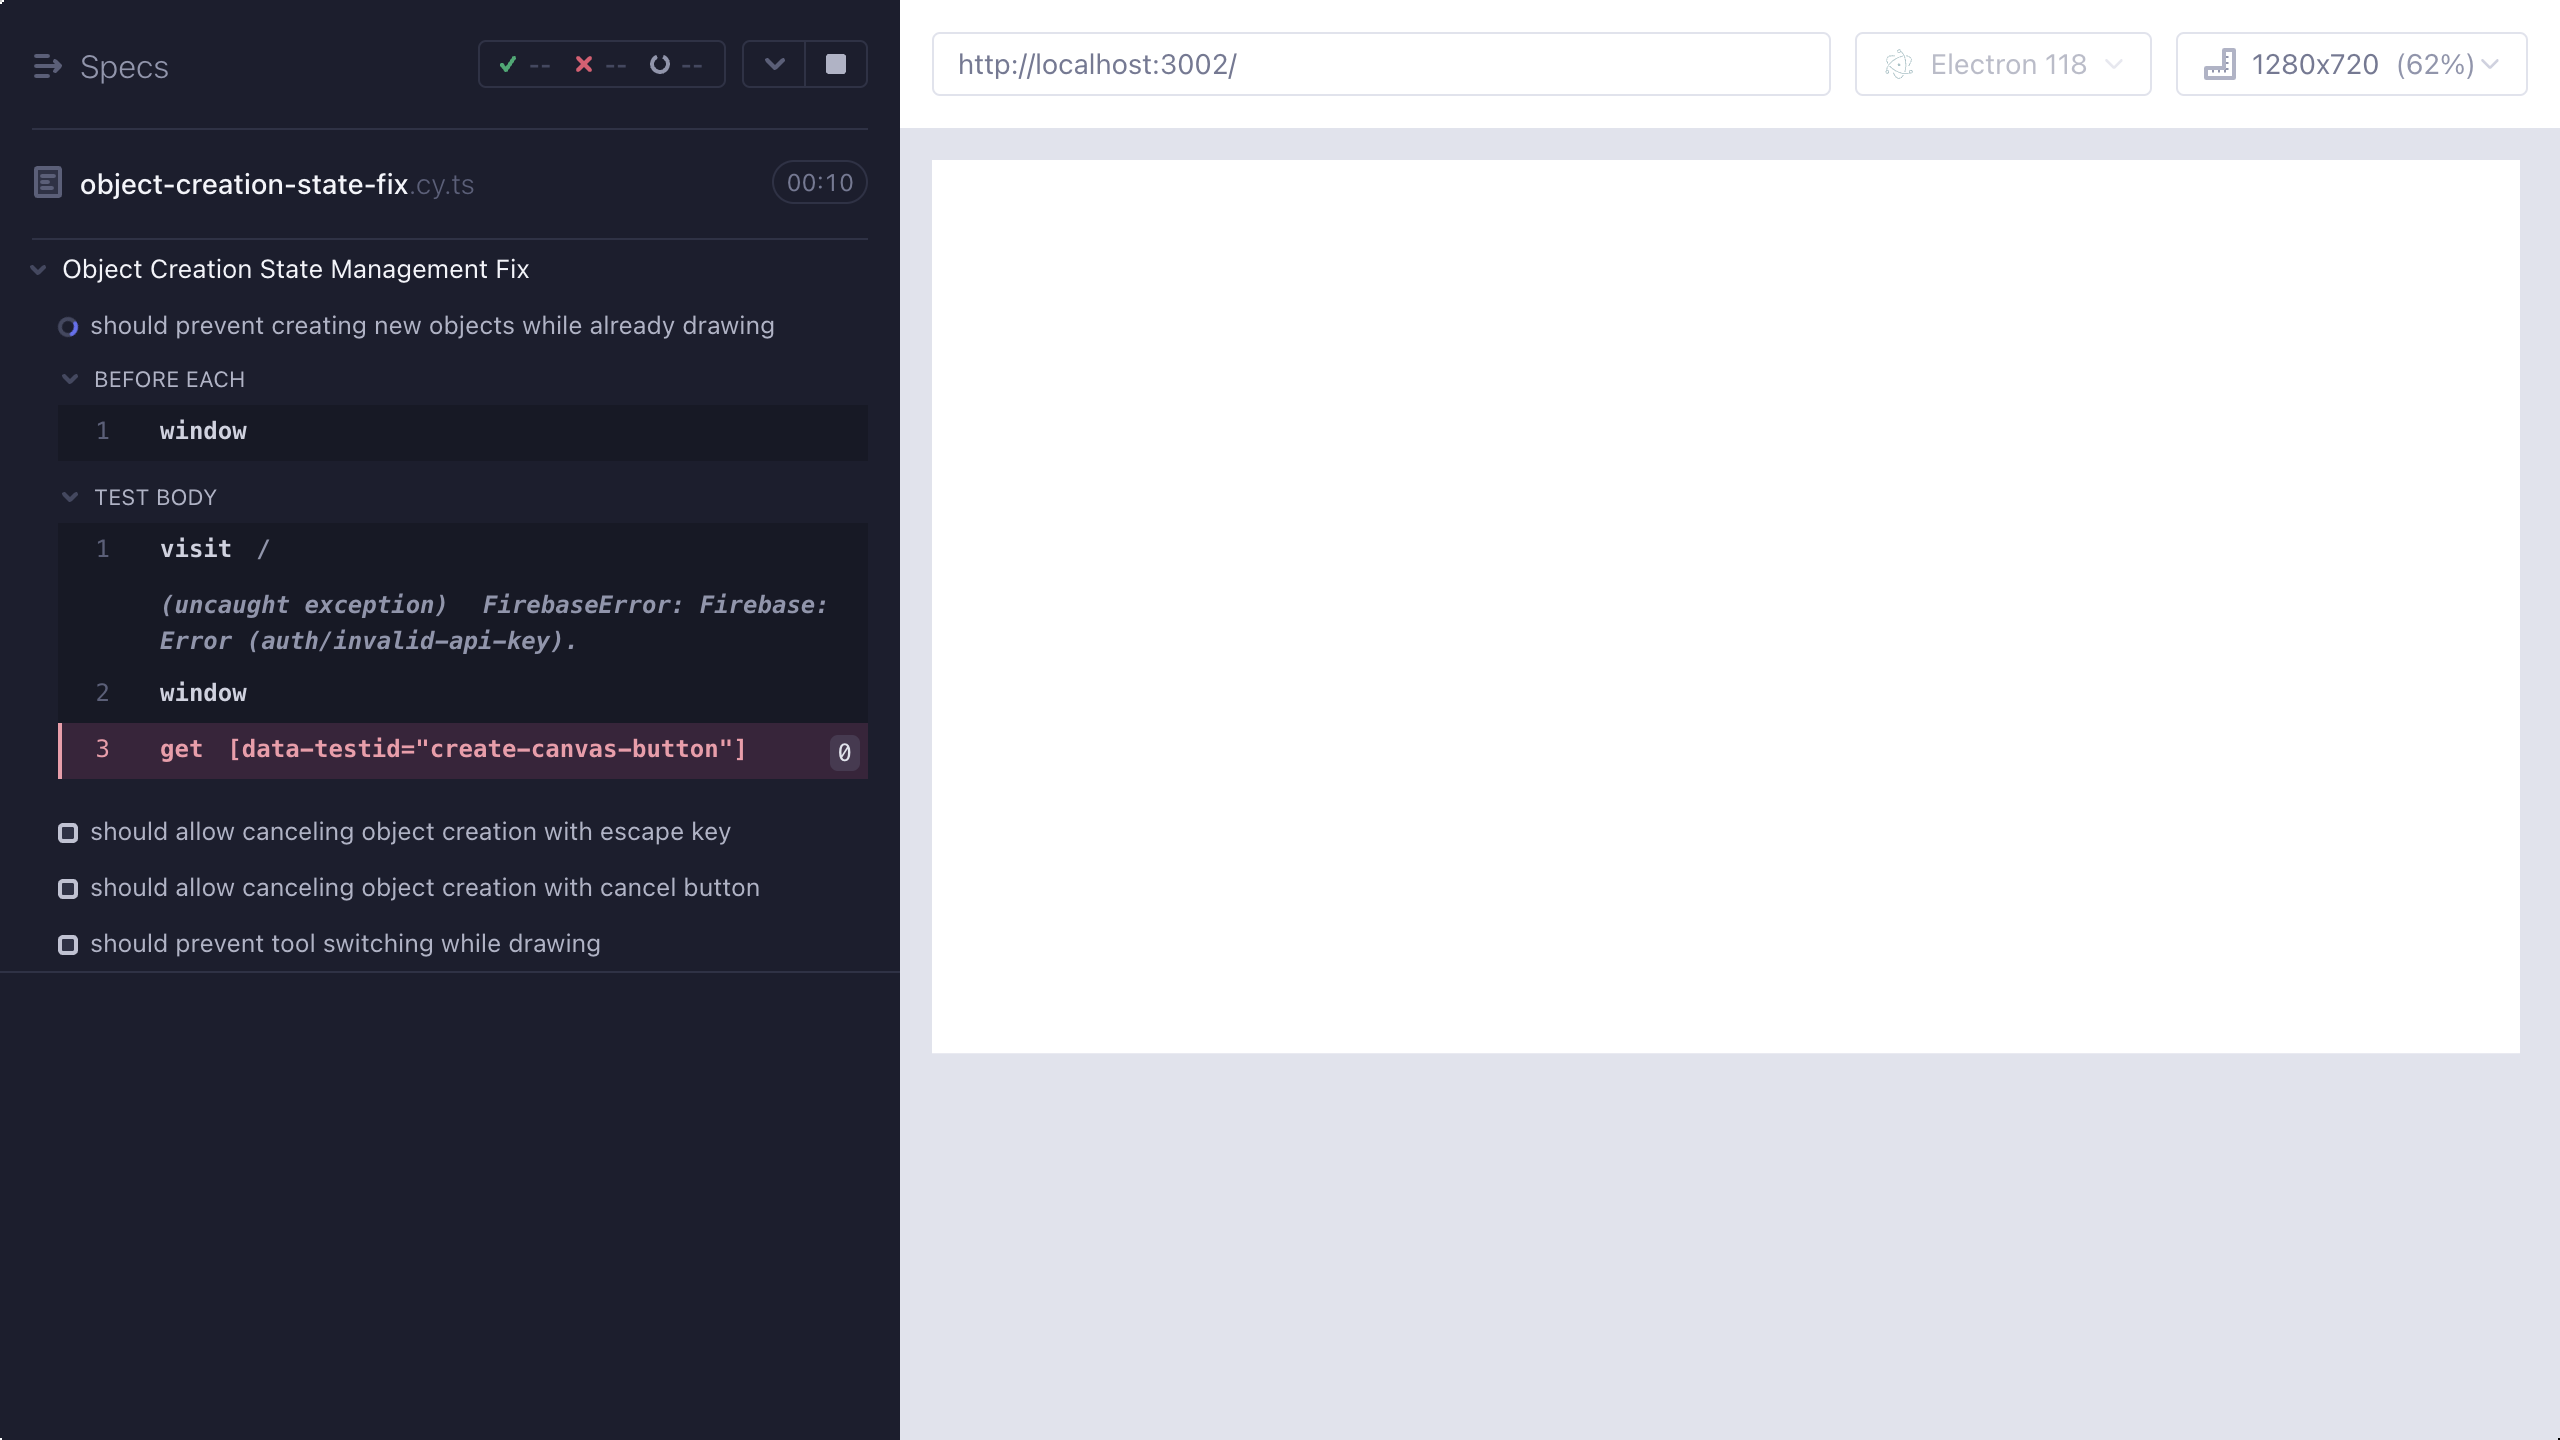 Specs
-- -- --
object-creation-state-fix.cy.ts
00:10
Object Creation State Management Fix
should prevent creating new objects while already drawing
BEFORE EACH
1 window
TEST BODY
1 visit /
(uncaught exception) FirebaseError: Firebase:
Error (auth/invalid-api-key).
2 window
3 get [data-testid="create-canvas-button"] 0
should allow canceling object creation with escape key
should allow canceling object creation with cancel button
should prevent tool switching while drawing
http://localhost:3002/
Electron 118
1280x720 (62%)